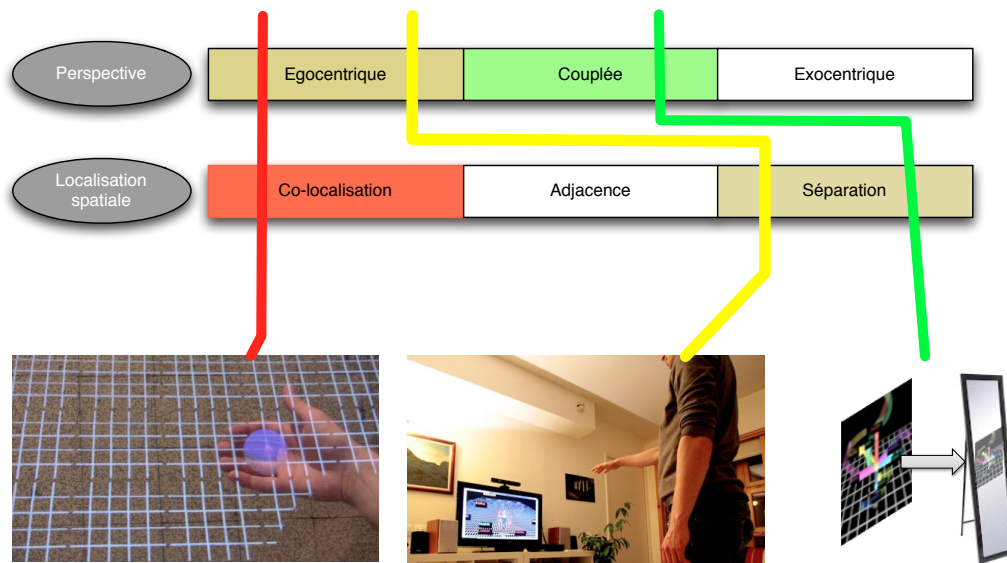 Perspective
Egocentrique
Couplée
Exocentrique
Localisation
spatiale
Co-localisation
Adjacence
Séparation